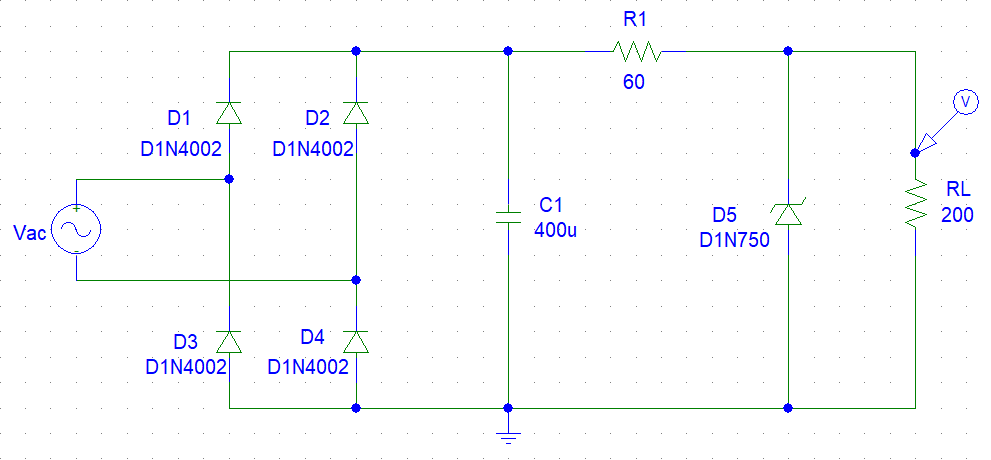 R1
60
V
D1
D1N4002
D2
D1N4002
Vac
+
C1
400u
D5
D1N750
RL
200
D3
D1N4002
D4
D1N4002